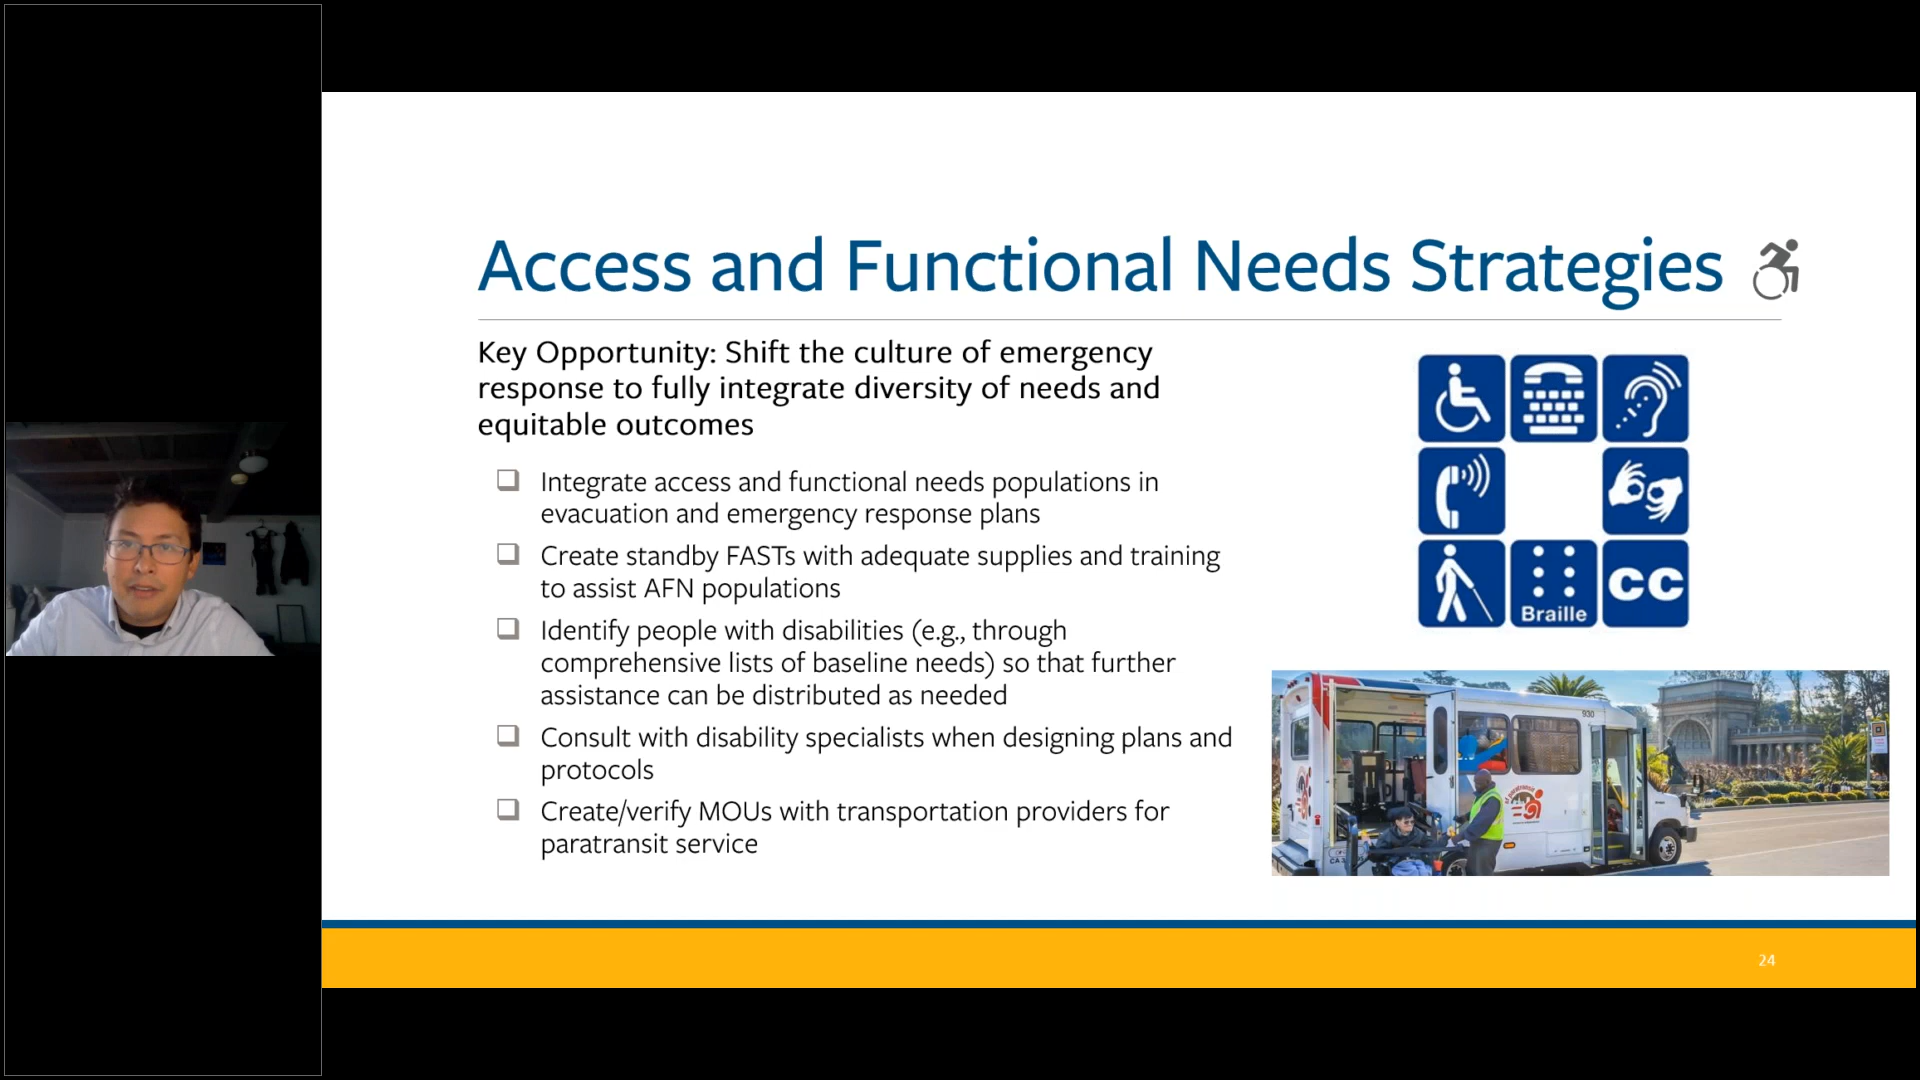 Access and Functional Needs Strategies
Key Opportunity: Shift the culture of emergency
response to fully integrate diversity of needs and
equitable outcomes
❑ Integrate access and functional needs populations in
evacuation and emergency response plans
❑ Create standby FASTs with adequate supplies and training
to assist AFN populations
❑ Identify people with disabilities (e.g., through
comprehensive lists of baseline needs) so that further
assistance can be distributed as needed
❑ Consult with disability specialists when designing plans and
protocols
❑ Create/verify MOUs with transportation providers for
paratransit service
Braille
CC
930
24